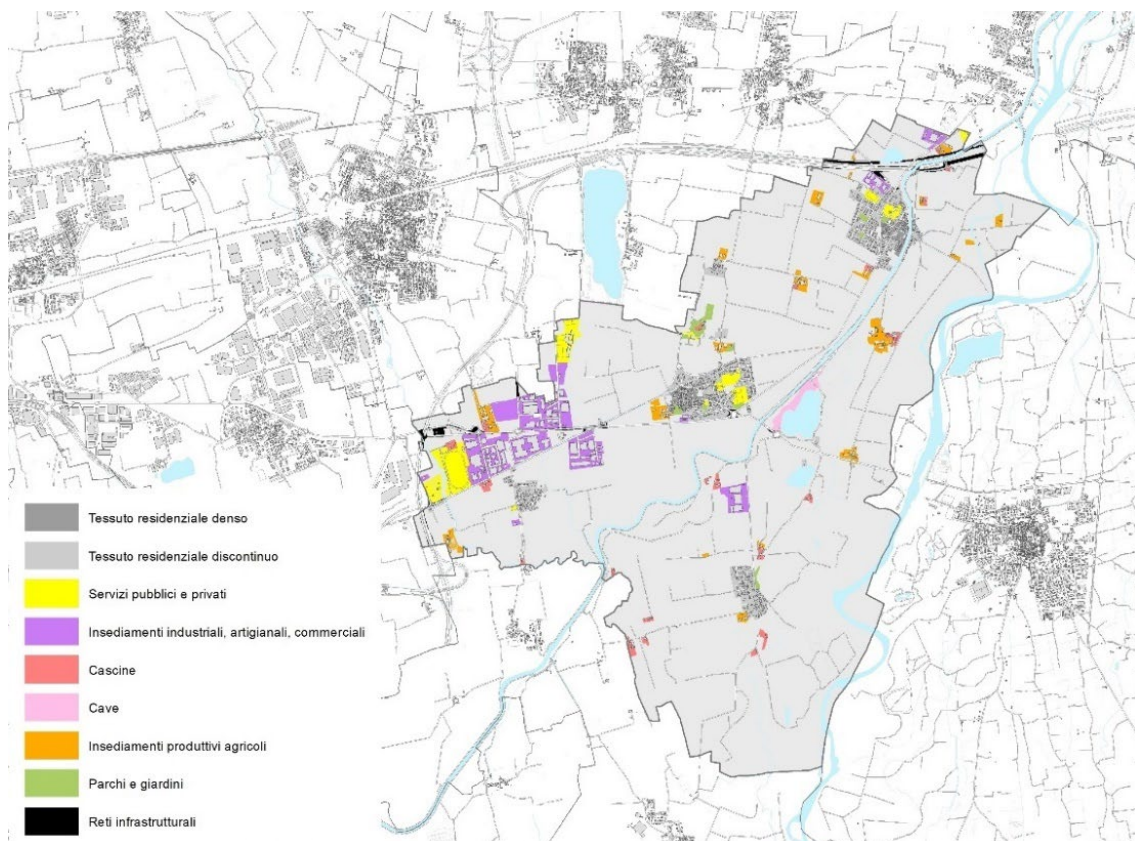 Tessuto residenziale denso
Tessuto residenziale discontinuo
Servizi pubblici e privati
Insediamenti industriali, artigianali, commerciali
Cascine
Cave
Insediamenti produttivi agricoli
Parchi e giardini
Reti infrastrutturali